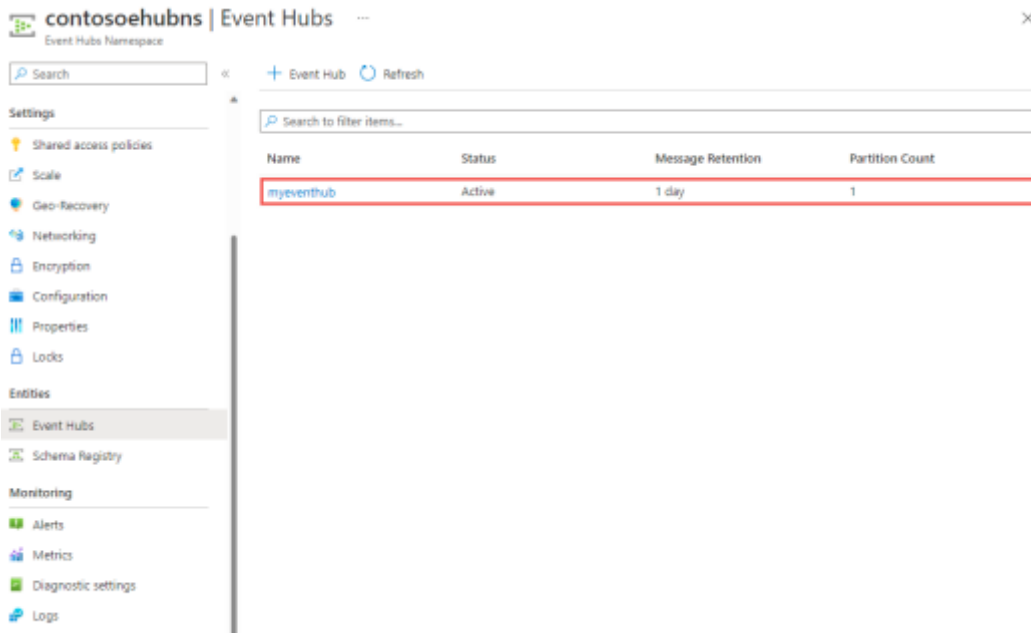 contosoehubns | Event Hubs ...
Event Hubs Namespace
Search
+ Event Hub Refresh
Settings
Search to filter items...
Shared access policies
Name Status Message Retention Partition Count
Scale
myeventhub Active 1 day 1
Geo-Recovery
Networking
Encryption
Configuration
Properties
Locks
Entities
Event Hubs
Schema Registry
Monitoring
Alerts
Metrics
Diagnostic settings
Logs